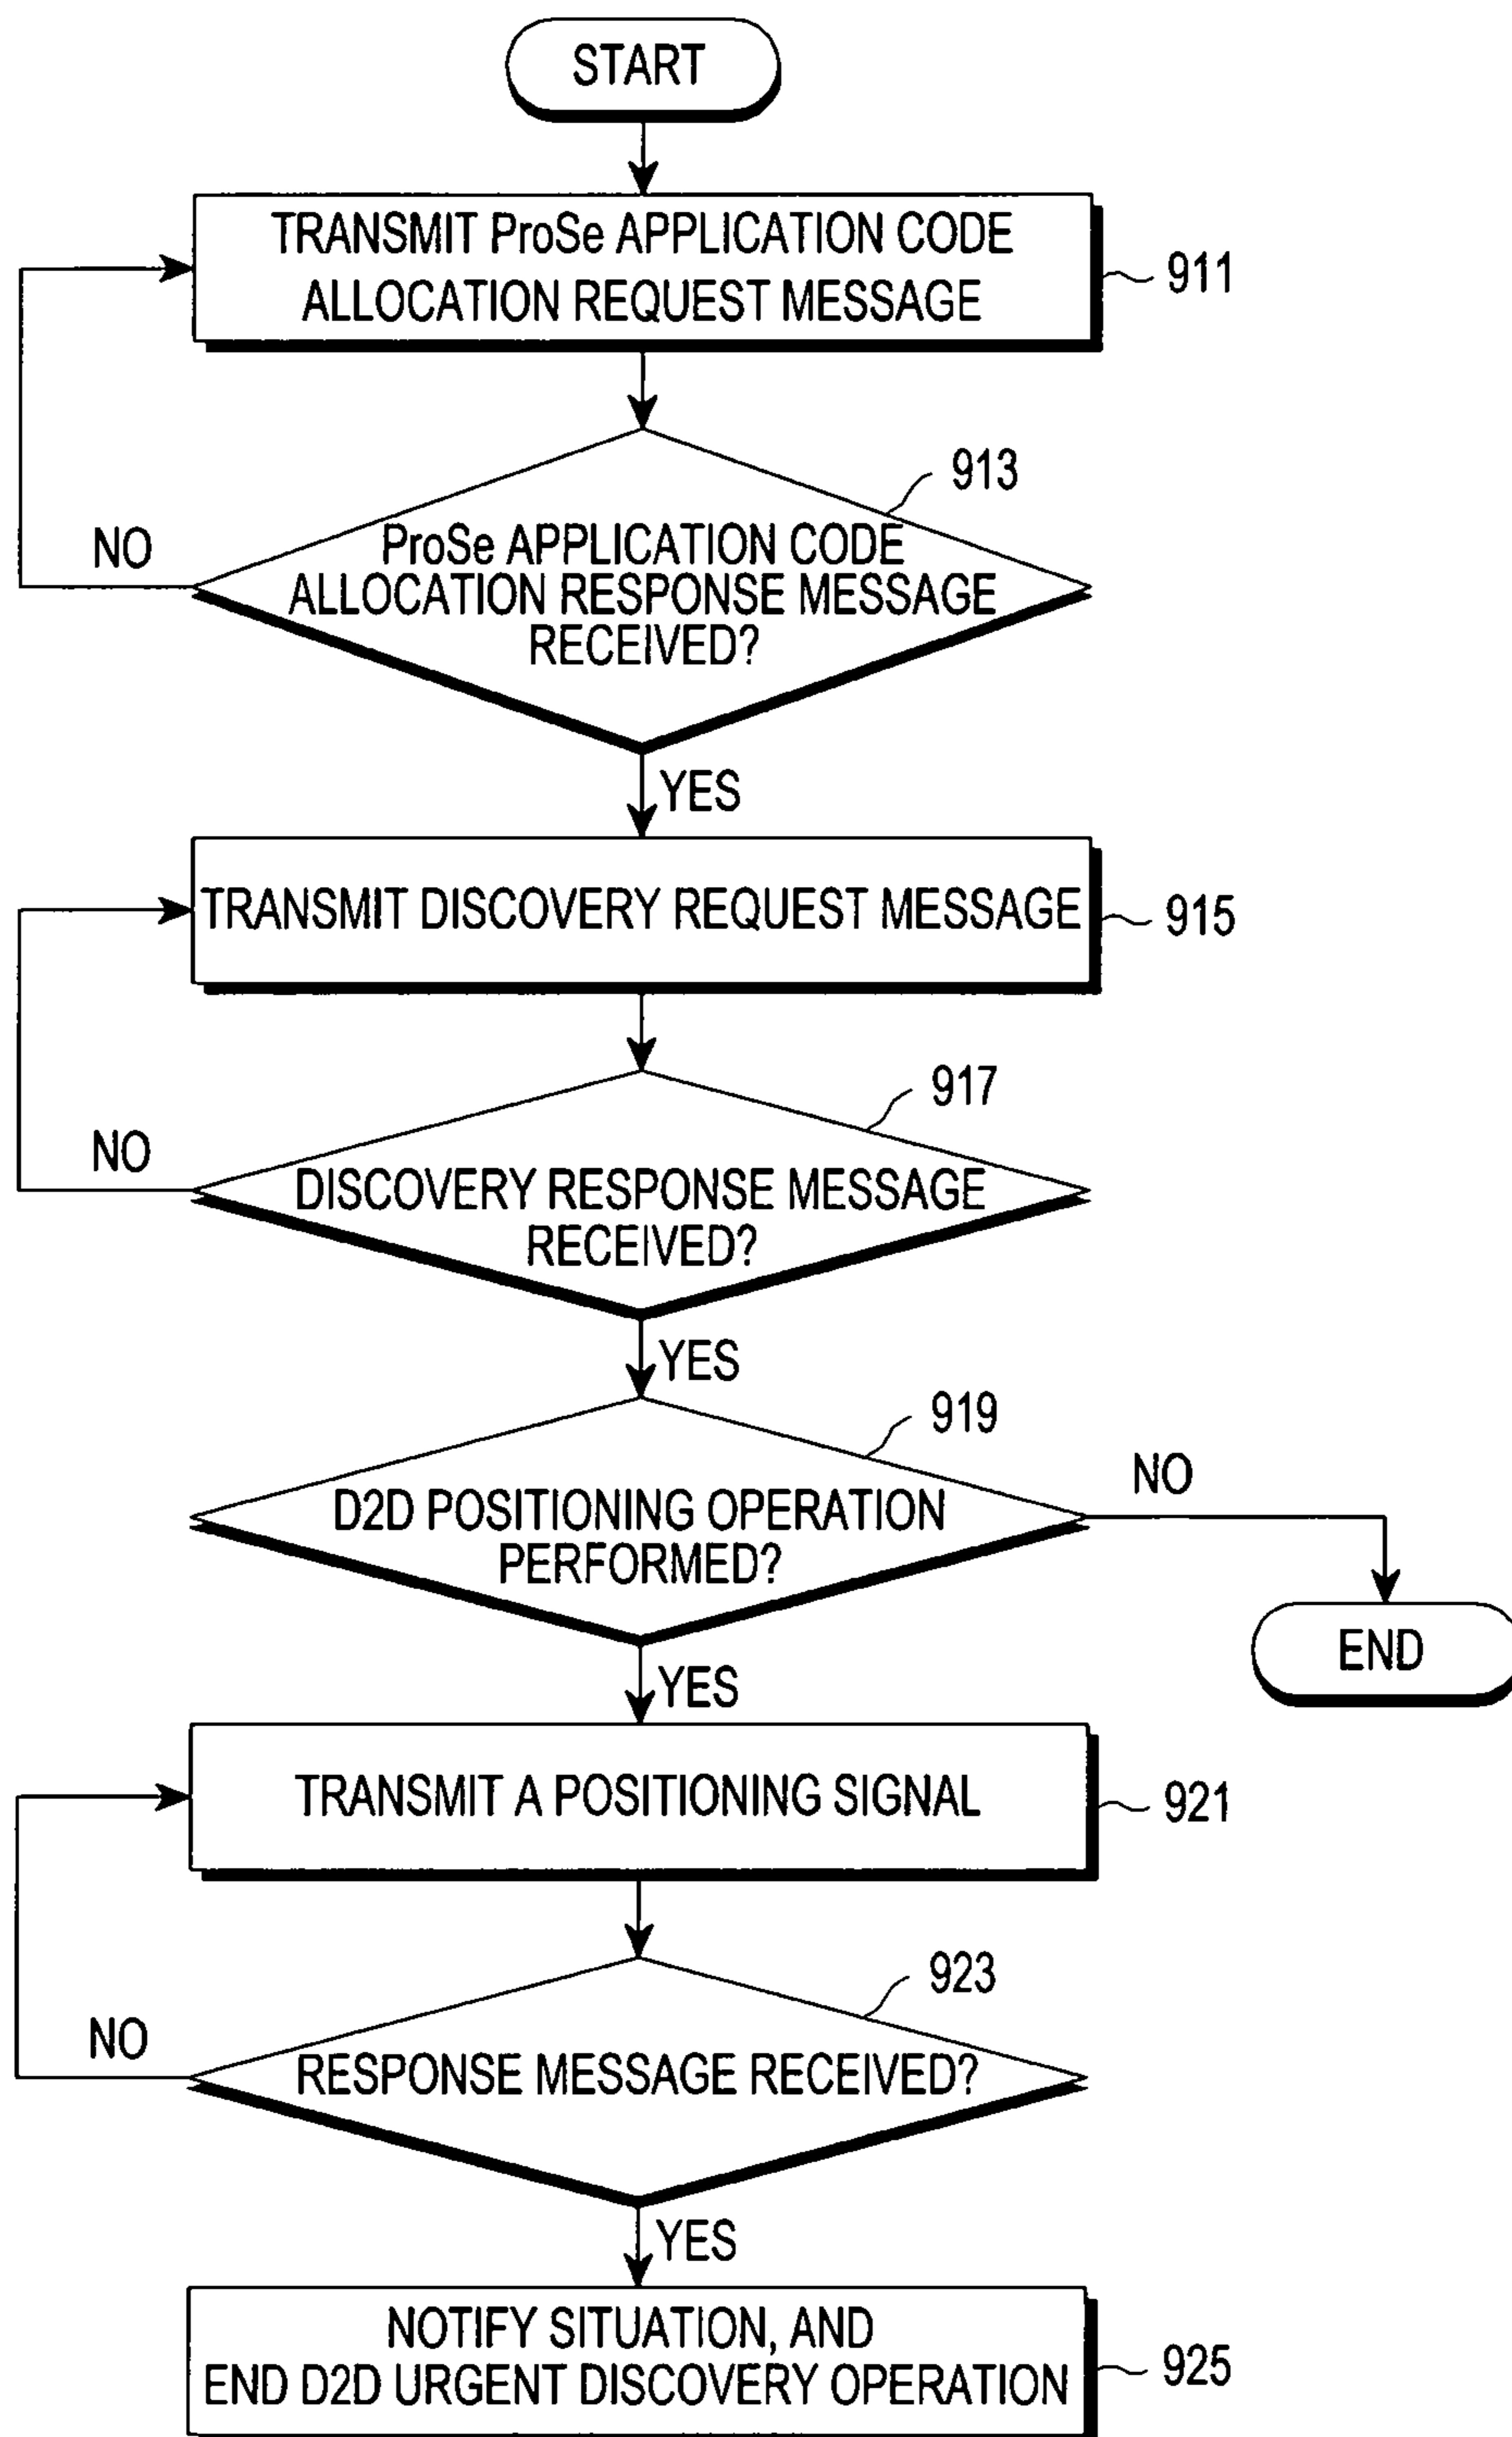 START
TRANSMIT ProSe APPLICATION CODE
ALLOCATION REQUEST MESSAGE
911
913
ProSe APPLICATION CODE
ALLOCATION RESPONSE MESSAGE
RECEIVED?
NO
YES
TRANSMIT DISCOVERY REQUEST MESSAGE
915
917
DISCOVERY RESPONSE MESSAGE
RECEIVED?
NO
YES
919
D2D POSITIONING OPERATION
PERFORMED?
NO
END
YES
TRANSMIT A POSITIONING SIGNAL
921
923
RESPONSE MESSAGE RECEIVED?
NO
YES
NOTIFY SITUATION, AND
END D2D URGENT DISCOVERY OPERATION
925